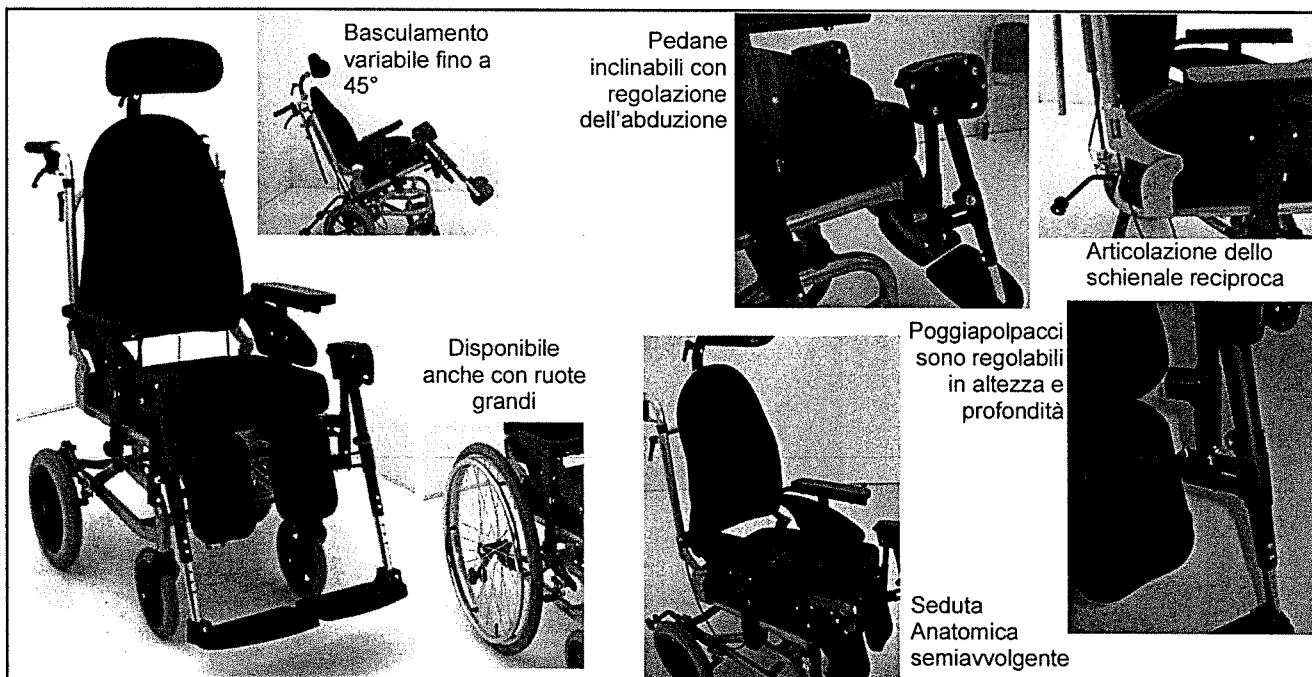 Basculamento
variabile fino a
45°
Pedane
inclinabili con
regolazione
dell'abduzione
Articolazione dello
schienale reciproca
Disponibile
anche con ruote
grandi
Poggiapolpacci
sono regolabili
in altezza e
profondità
Seduta
Anatomica
semiavvolgente